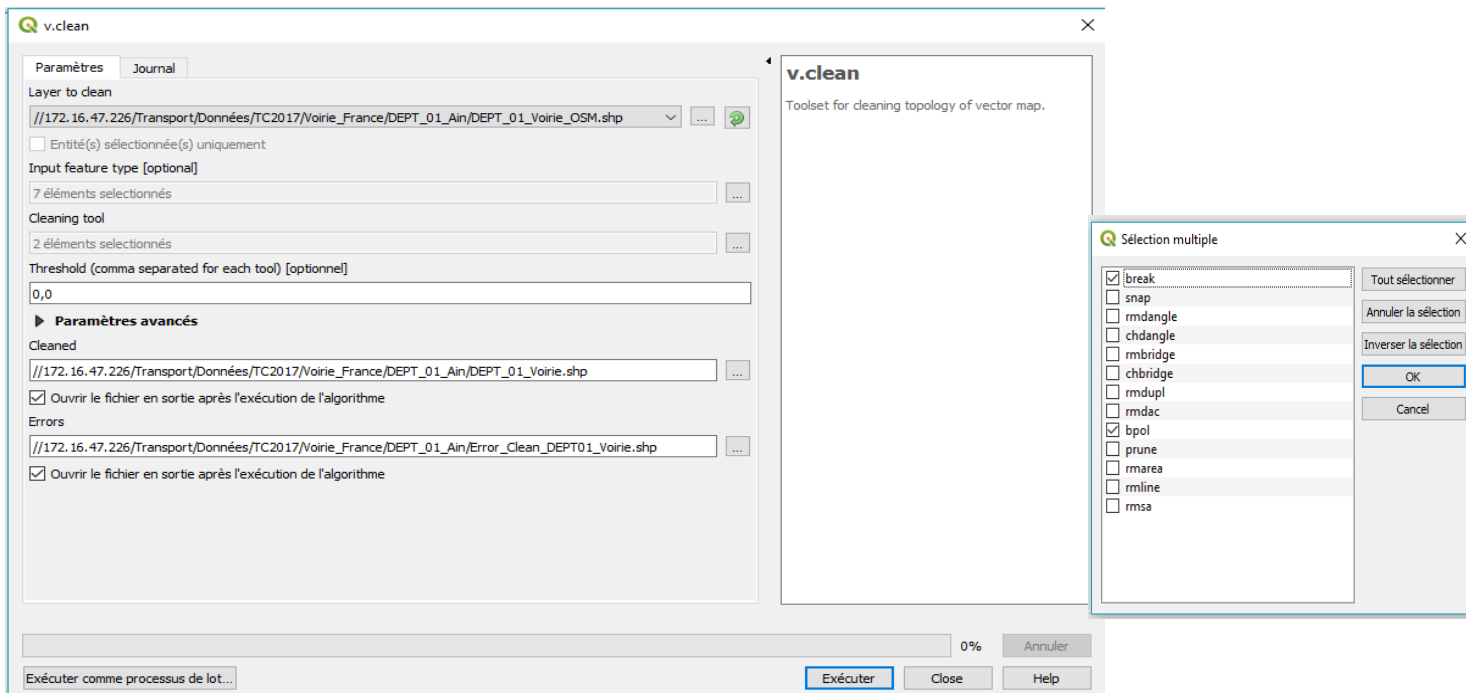 v.clean
Paramètres
Journal
Layer to clean
//172.16.47.226/Transport/Données/TC2017/Voirie_France/DEPT_01_Ain/DEPT_01_Voirie_OSM.shp
...
Entité(s) sélectionnée(s) uniquement
Input feature type [optional]
7 éléments selectionnés
...
Cleaning tool
2 éléments selectionnés
...
Threshold (comma separated for each tool) [optionnel]
0,0
Paramètres avancés
Cleaned
//172.16.47.226/Transport/Données/TC2017/Voirie_France/DEPT_01_Ain/DEPT_01_Voirie.shp
...
Ouvrir le fichier en sortie après l'exécution de l'algorithme
Errors
//172.16.47.226/Transport/Données/TC2017/Voirie_France/DEPT_01_Ain/Error_Clean_DEPT01_Voirie.shp
...
Ouvrir le fichier en sortie après l'exécution de l'algorithme
0%
Annuler
Exécuter comme processus de lot...
Exécuter
Close
Help
v.clean
Toolset for cleaning topology of vector map.
Sélection multiple
break
snap
rmdangle
chdangle
rmbridge
chbridge
rmdupl
rmdac
bpol
prune
rmarea
rmline
rmsa
Tout sélectionner
Annuler la sélection
Inverser la sélection
OK
Cancel